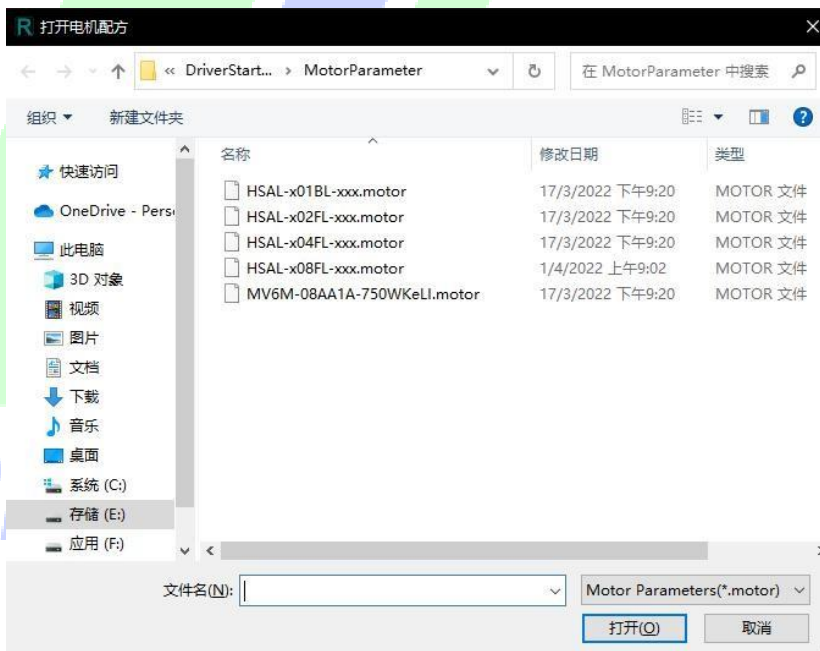 R 打开电机配方
« DriverStart... › MotorParameter
在 MotorParameter 中搜索
组织 新建文件夹
名称 修改日期 类型
快速访问
OneDrive - Pers
此电脑
3D 对象
视频
图片
文档
下载
音乐
桌面
系统 (C:)
存储 (E:)
应用 (F:)
HSAL-x01BL-xxx.motor 17/3/2022 下午9:20 MOTOR 文件
HSAL-x02FL-xxx.motor 17/3/2022 下午9:20 MOTOR 文件
HSAL-x04FL-xxx.motor 17/3/2022 下午9:20 MOTOR 文件
HSAL-x08FL-xxx.motor 1/4/2022 上午9:02 MOTOR 文件
MV6M-08AA1A-750WKeLI.motor 17/3/2022 下午9:20 MOTOR 文件
文件名(N): Motor Parameters(*.motor)
打开(O) 取消